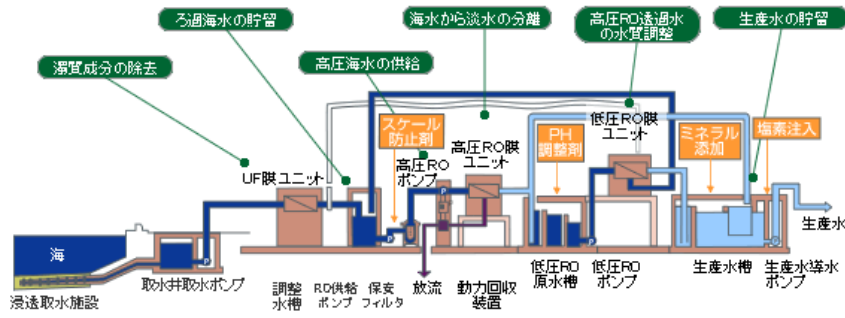 ろ過海水の貯留
海水から淡水の分離
高圧RO透過水
の水質調整
生産水の貯留
濁質成分の除去
高圧海水の供給
スケール
防止剤
高圧RO
ポンプ
高圧RO膜
ユニット
PH
調整剤
低圧RO膜
ユニット
ミネラル
添加
塩素注入
UF膜ユニット
海
P
P
P
P
生産水
浸透取水施設
取水井取水ポンプ
調整
水槽
RO供給
ポンプ
保安
フィルタ
放流
動力回収
装置
低圧RO
原水槽
低圧RO
ポンプ
生産水槽
生産水導水
ポンプ